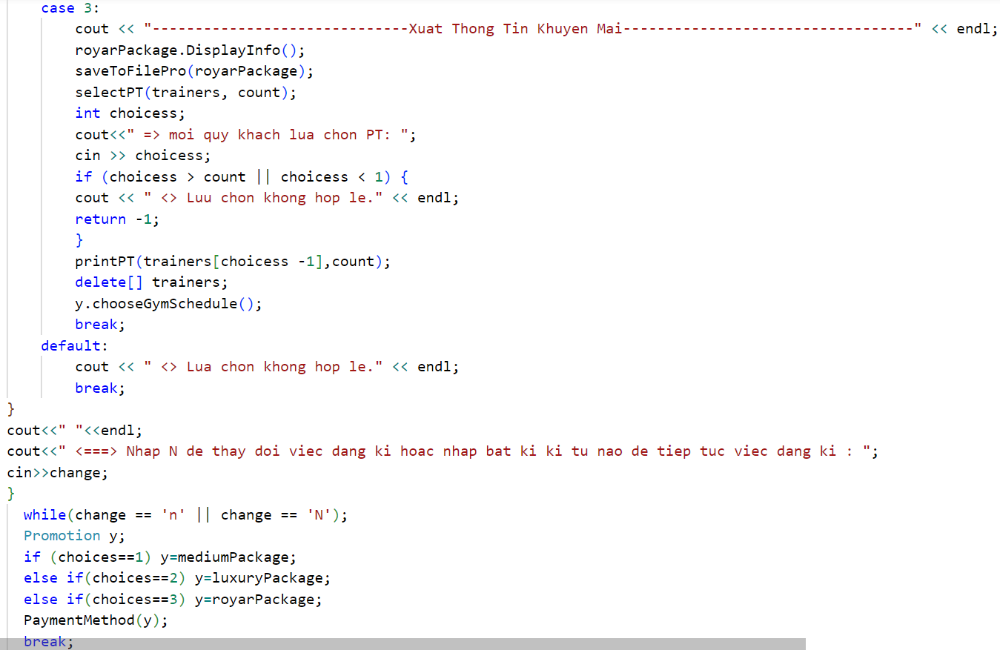 case 3:
cout << "------------------------------Xuat Thong Tin Khuyen Mai----------------------------------" << endl;
royarPackage.DisplayInfo();
saveToFilePro(royarPackage);
selectPT(trainers, count);
int choicess;
cout<<" => moi quy khach lua chon PT: ";
cin >> choicess;
if (choicess > count || choicess < 1) {
cout << " <> Luu chon khong hop le." << endl;
return -1;
}
printPT(trainers[choicess -1],count);
delete[] trainers;
y.chooseGymSchedule();
break;
default:
cout << " <> Lua chon khong hop le." << endl;
break;
}
cout<<" "<<endl;
cout<<" <===> Nhap N de thay doi viec dang ki hoac nhap bat ki ki tu nao de tiep tuc viec dang ki : ";
cin>>change;
}
while(change == 'n' || change == 'N');
Promotion y;
if (choices==1) y=mediumPackage;
else if(choices==2) y=luxuryPackage;
else if(choices==3) y=royarPackage;
PaymentMethod(y);
break;